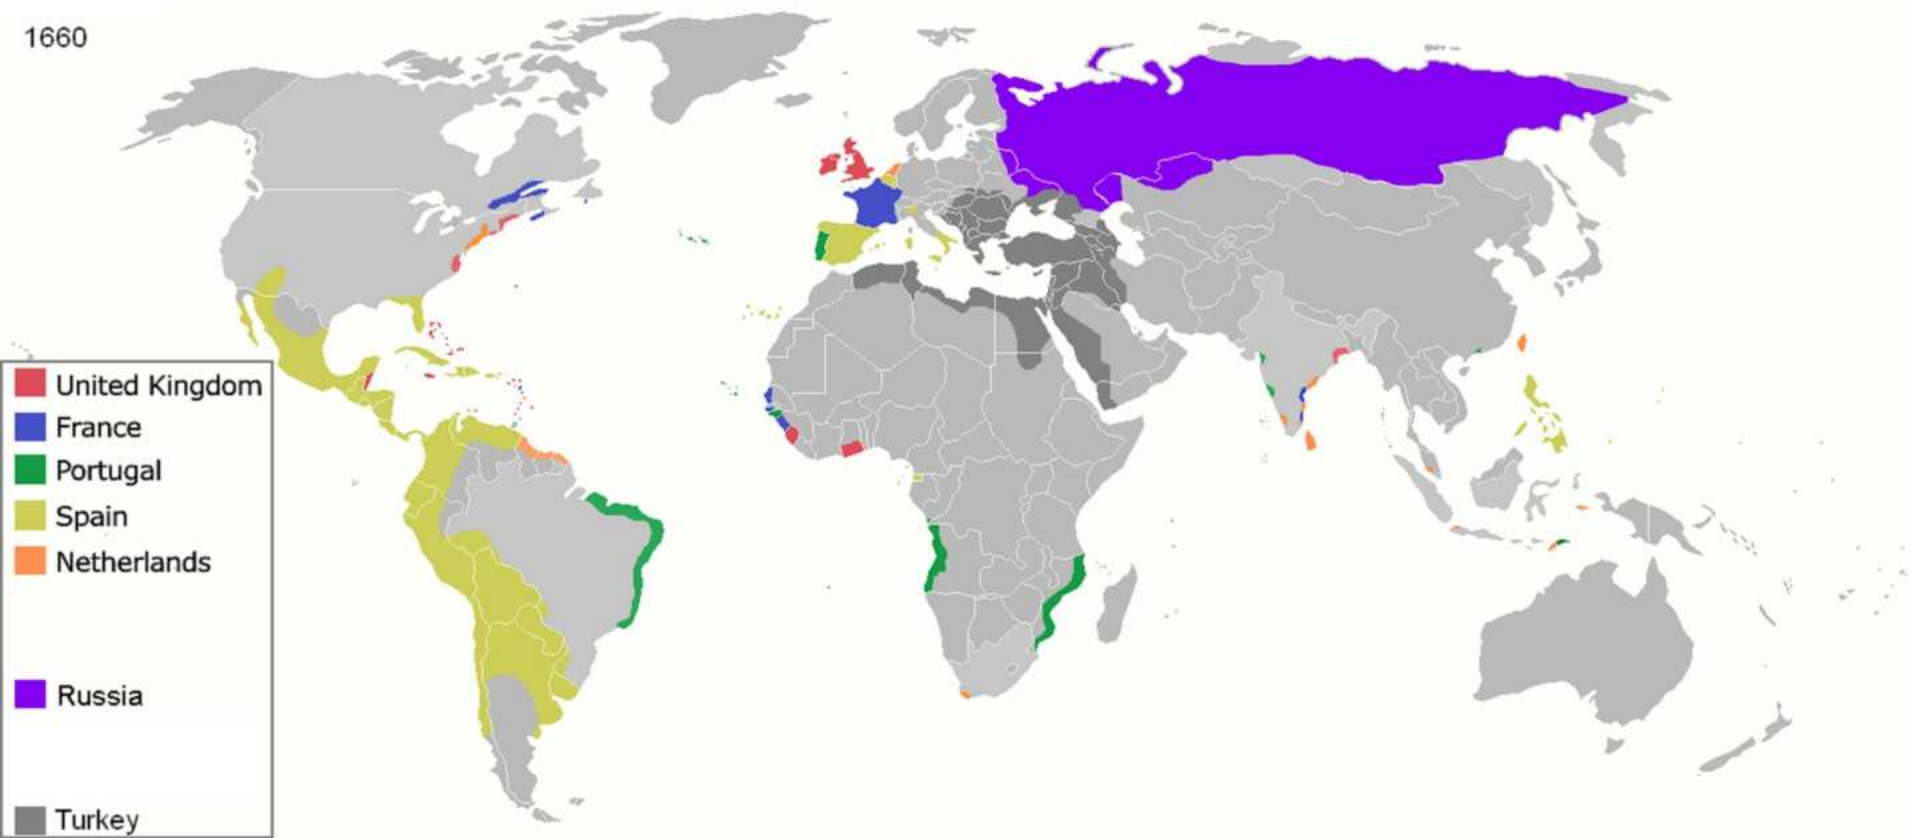 1660
United Kingdom
France
Portugal
Spain
Netherlands
Russia
Turkey